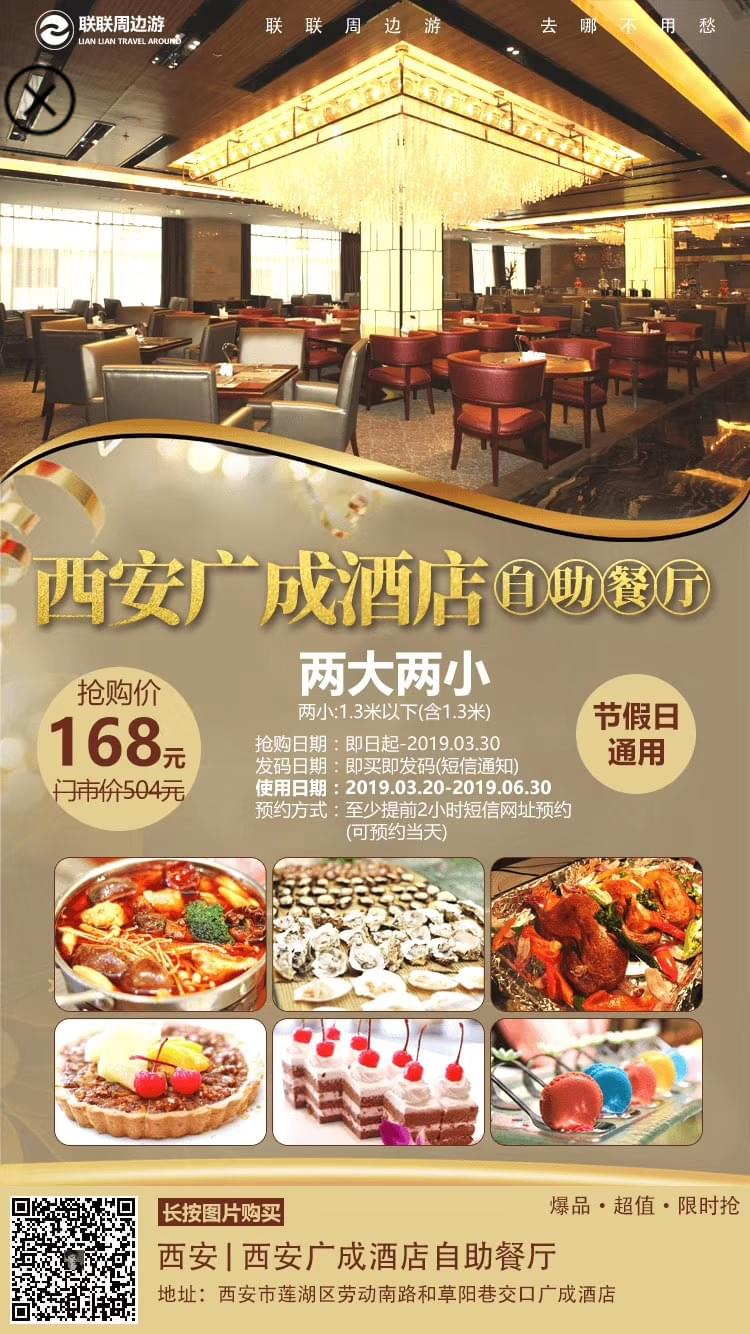 联联周边游
LIAN LIAN TRAVEL AROUND
联联周边游 去哪不用愁
西安广成酒店自助餐厅
两大两小
两小:1.3米以下(含1.3米)
抢购价
168元
门市价504元
节假日
通用
抢购日期：即日起-2019.03.30
发码日期：即买即发码(短信通知)
使用日期：2019.03.20-2019.06.30
预约方式：至少提前2小时短信网址预约
(可预约当天)
长按图片购买
爆品·超值·限时抢
西安|西安广成酒店自助餐厅
地址：西安市莲湖区劳动南路和草阳巷交口广成酒店